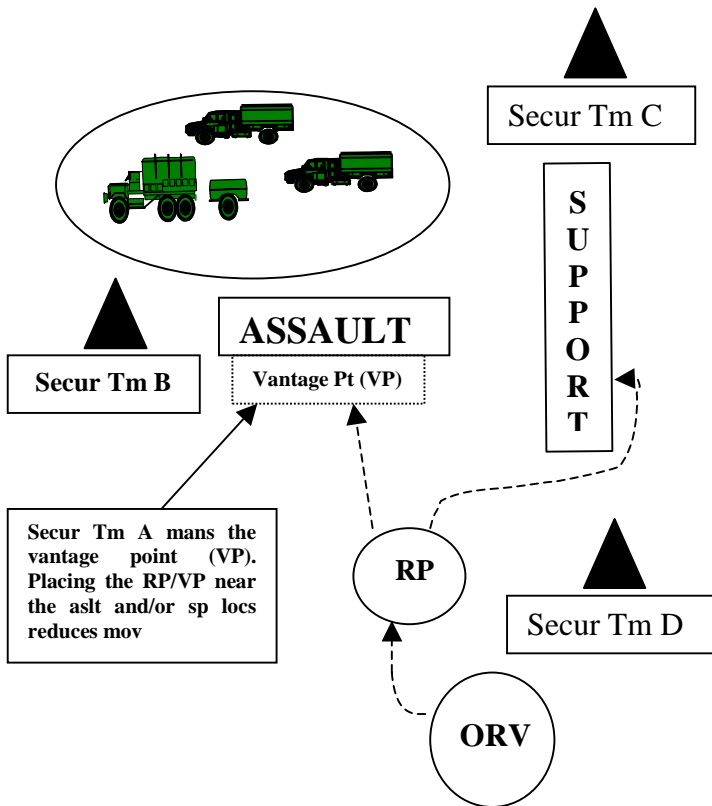 Secur Tm C
SUPPORT
ASSAULT
Vantage Pt (VP)
Secur Tm B
Secur Tm A mans the
vantage point (VP).
Placing the RP/VP near
the aslt and/or sp locs
reduces mov
RP
Secur Tm D
ORV